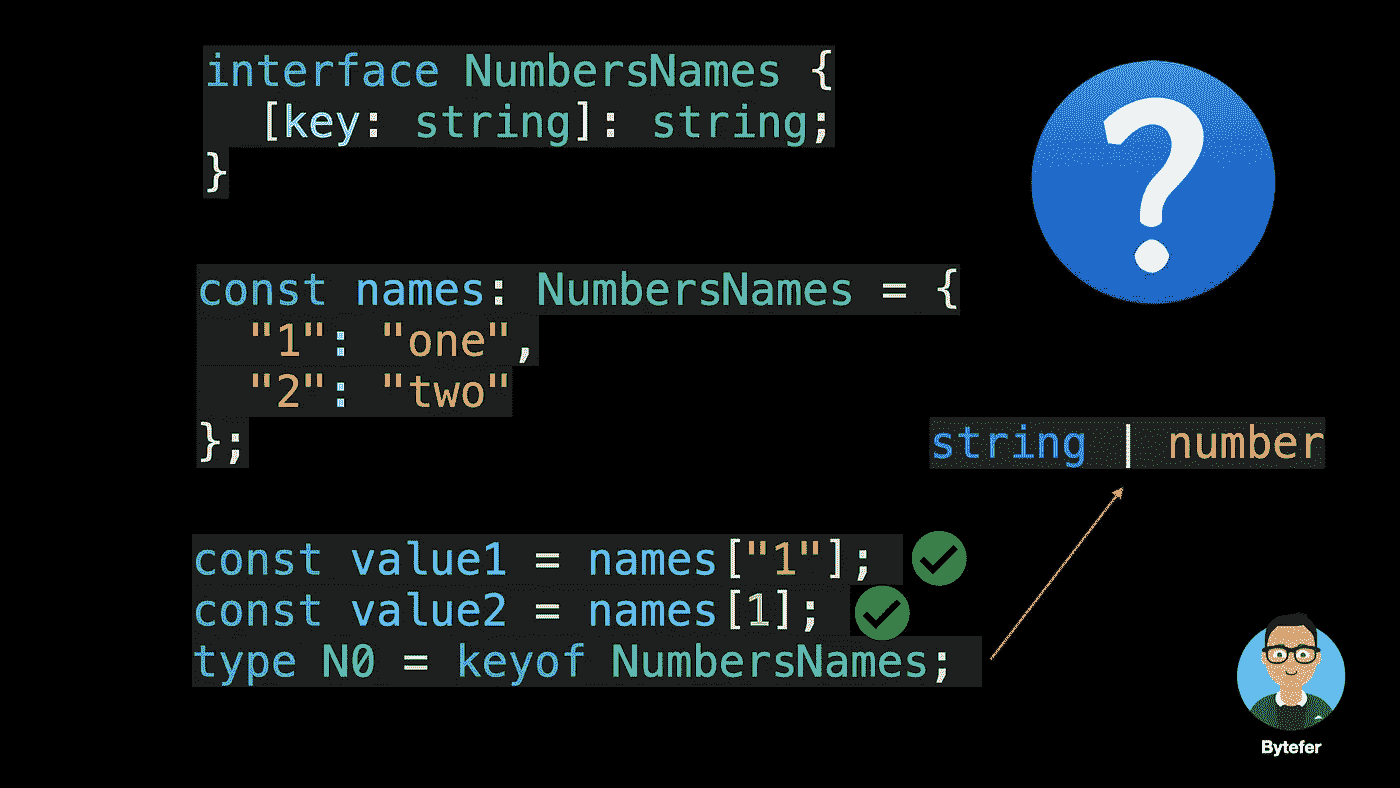 interface NumbersNames {
  [key: string]: string;
}
?
const names: NumbersNames = {
  "1": "one",
  "2": "two"
};
string | number
const value1 = names["1"];
const value2 = names[1];
type N0 = keyof NumbersNames;
Bytefer